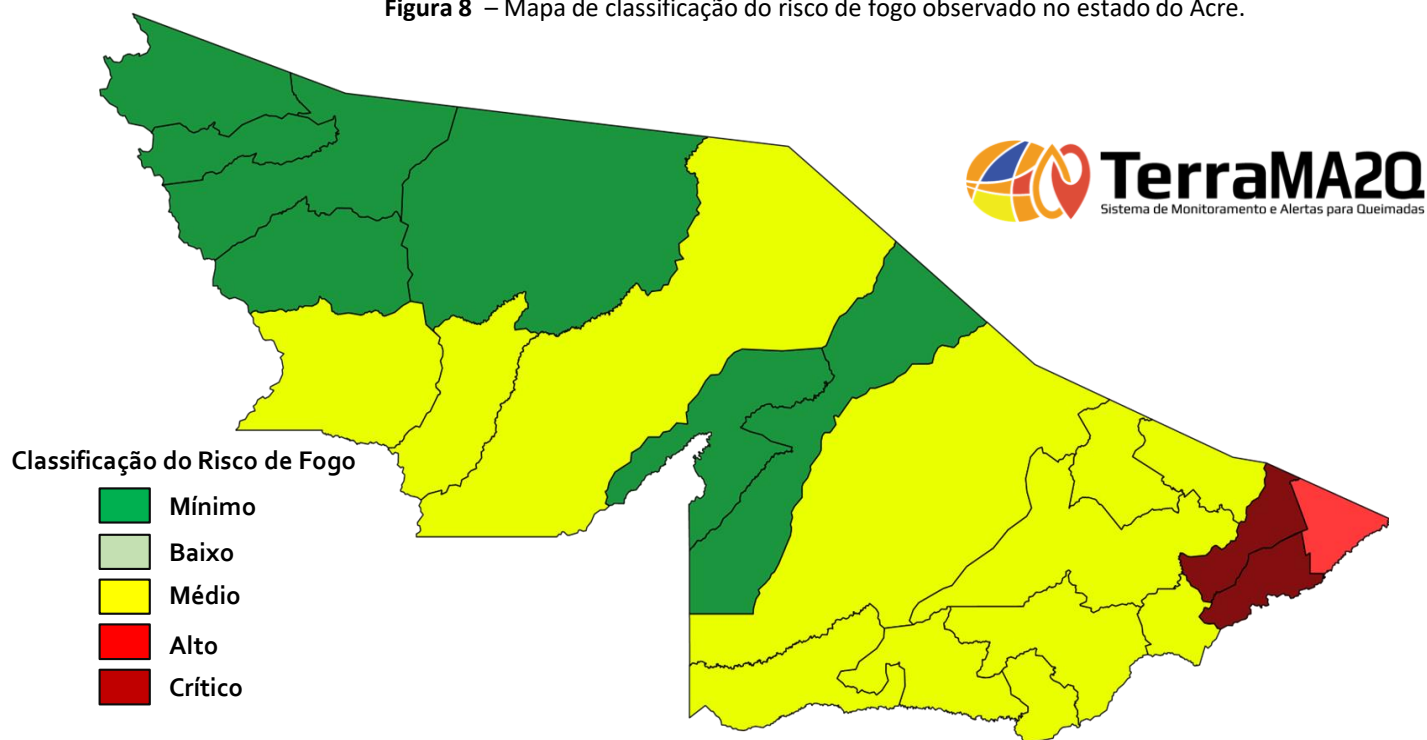 Figura 8 – Mapa de classificação do risco de fogo observado no estado do Acre.
TerraMA2Q
Sistema de Monitoramento e Alertas para Queimadas
Classificação do Risco de Fogo
Mínimo
Baixo
Médio
Alto
Crítico